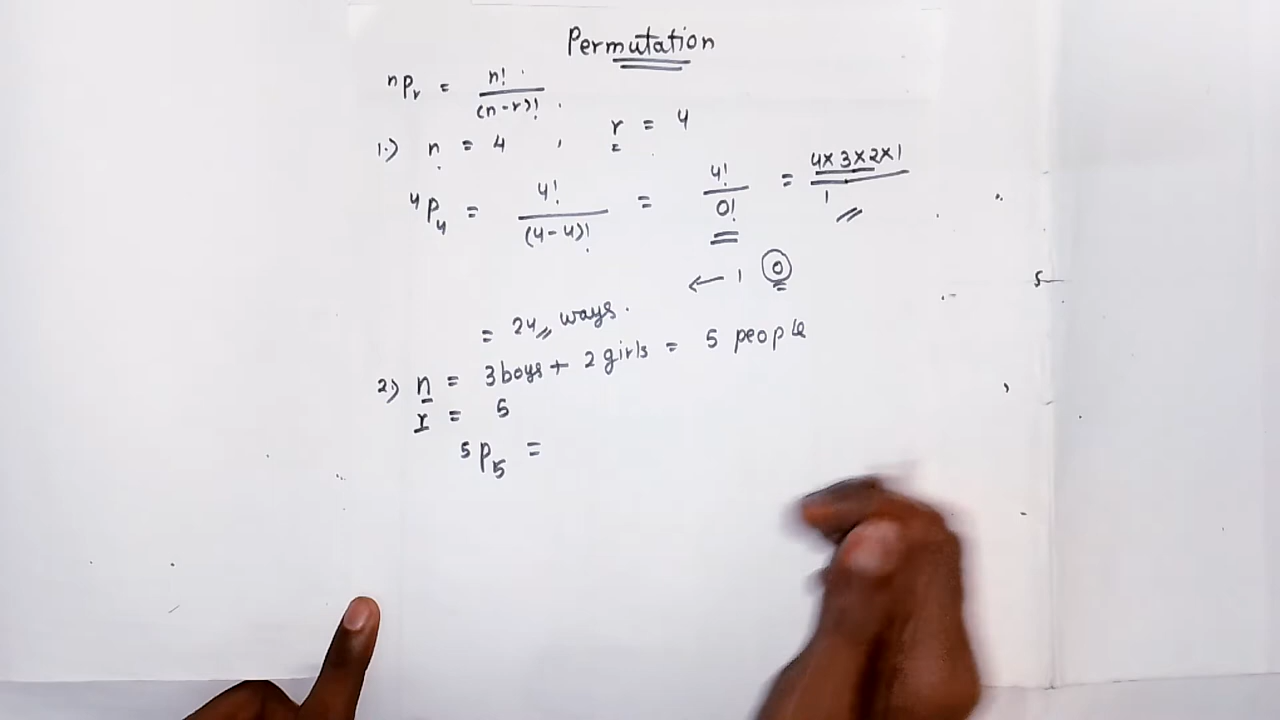 Permutation
nPr = n!/(n-r)!
1.) n = 4 , r = 4
4P4 = 4!/(4-4)! = 4!/0! = 4×3×2×1/1
← 1 0
= 24 ways.
2) n = 3 boys + 2 girls = 5 people
r = 5
5P5 =